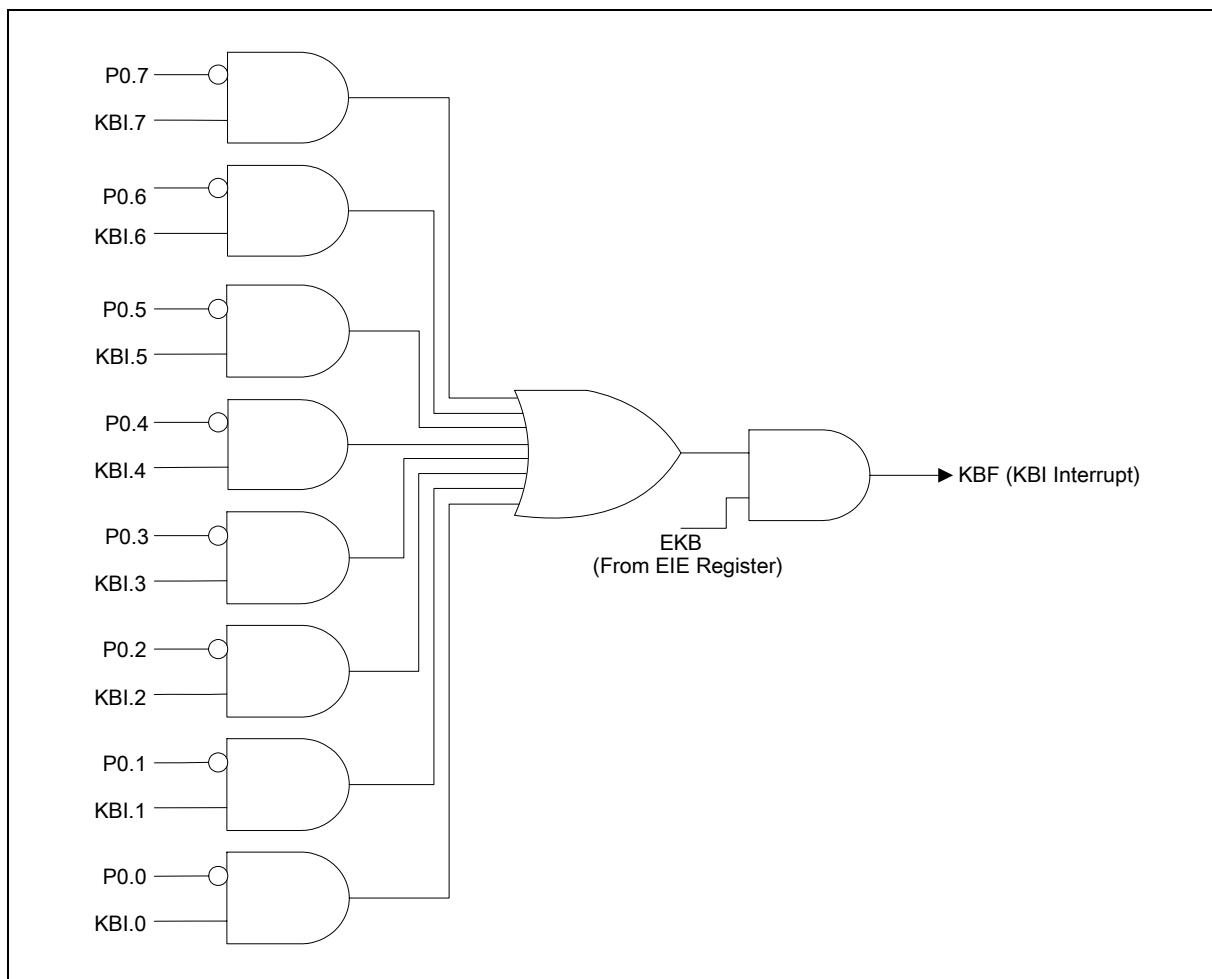 P0.7
KBI.7
P0.6
KBI.6
P0.5
KBI.5
P0.4
KBI.4
P0.3
KBI.3
P0.2
KBI.2
P0.1
KBI.1
P0.0
KBI.0
EKB
(From EIE Register)
KBF (KBI Interrupt)